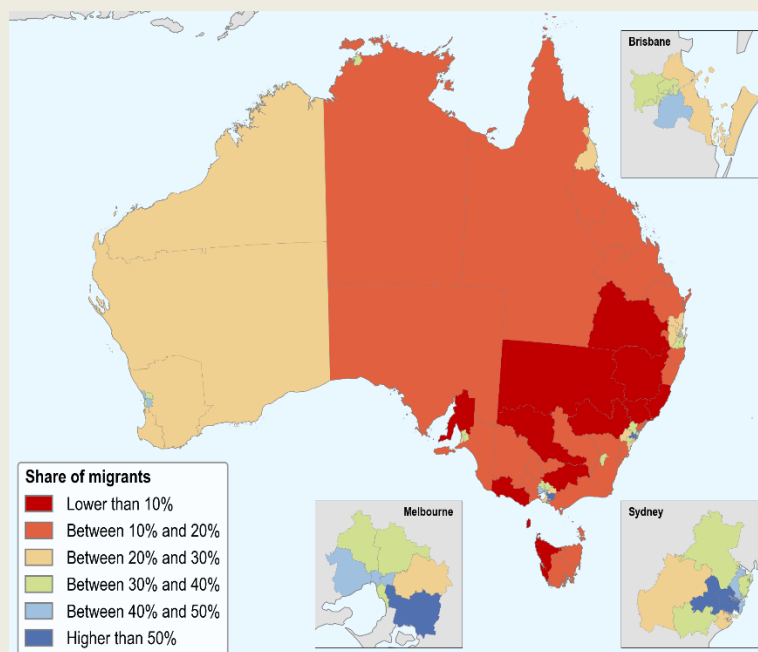 Brisbane
Share of migrants
Lower than 10%
Between 10% and 20%
Between 20% and 30%
Between 30% and 40%
Between 40% and 50%
Higher than 50%
Melbourne
Sydney